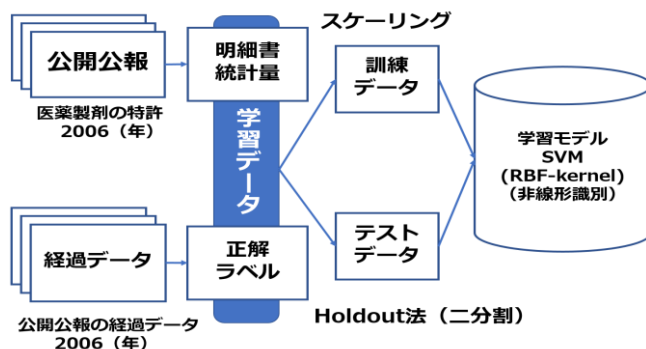 公開公報
医薬製剤の特許
2006（年）
明細書
統計量
学習データ
経過データ
公開公報の経過データ
2006（年）
正解
ラベル
スケーリング
訓練
データ
テスト
データ
Holdout法（二分割）
学習モデル
SVM
(RBF-kernel)
(非線形識別)